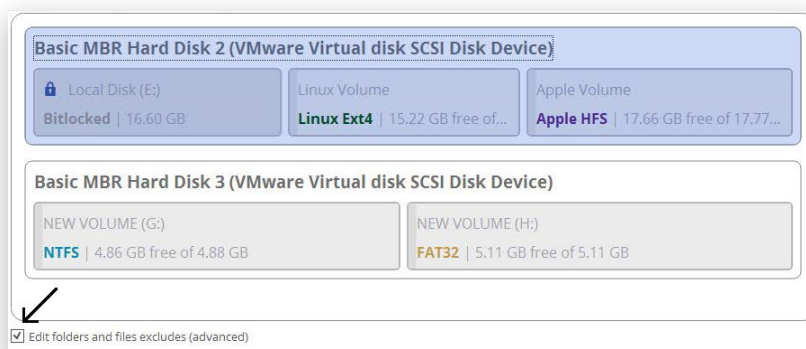 Basic MBR Hard Disk 2 (VMware Virtual disk SCSI Disk Device)
Local Disk (E:)
Bitlocked | 16.60 GB
Linux Volume
Linux Ext4 | 15.22 GB free of...
Apple Volume
Apple HFS | 17.66 GB free of 17.77...
Basic MBR Hard Disk 3 (VMware Virtual disk SCSI Disk Device)
NEW VOLUME (G:)
NTFS | 4.86 GB free of 4.88 GB
NEW VOLUME (H:)
FAT32 | 5.11 GB free of 5.11 GB
Edit folders and files excludes (advanced)